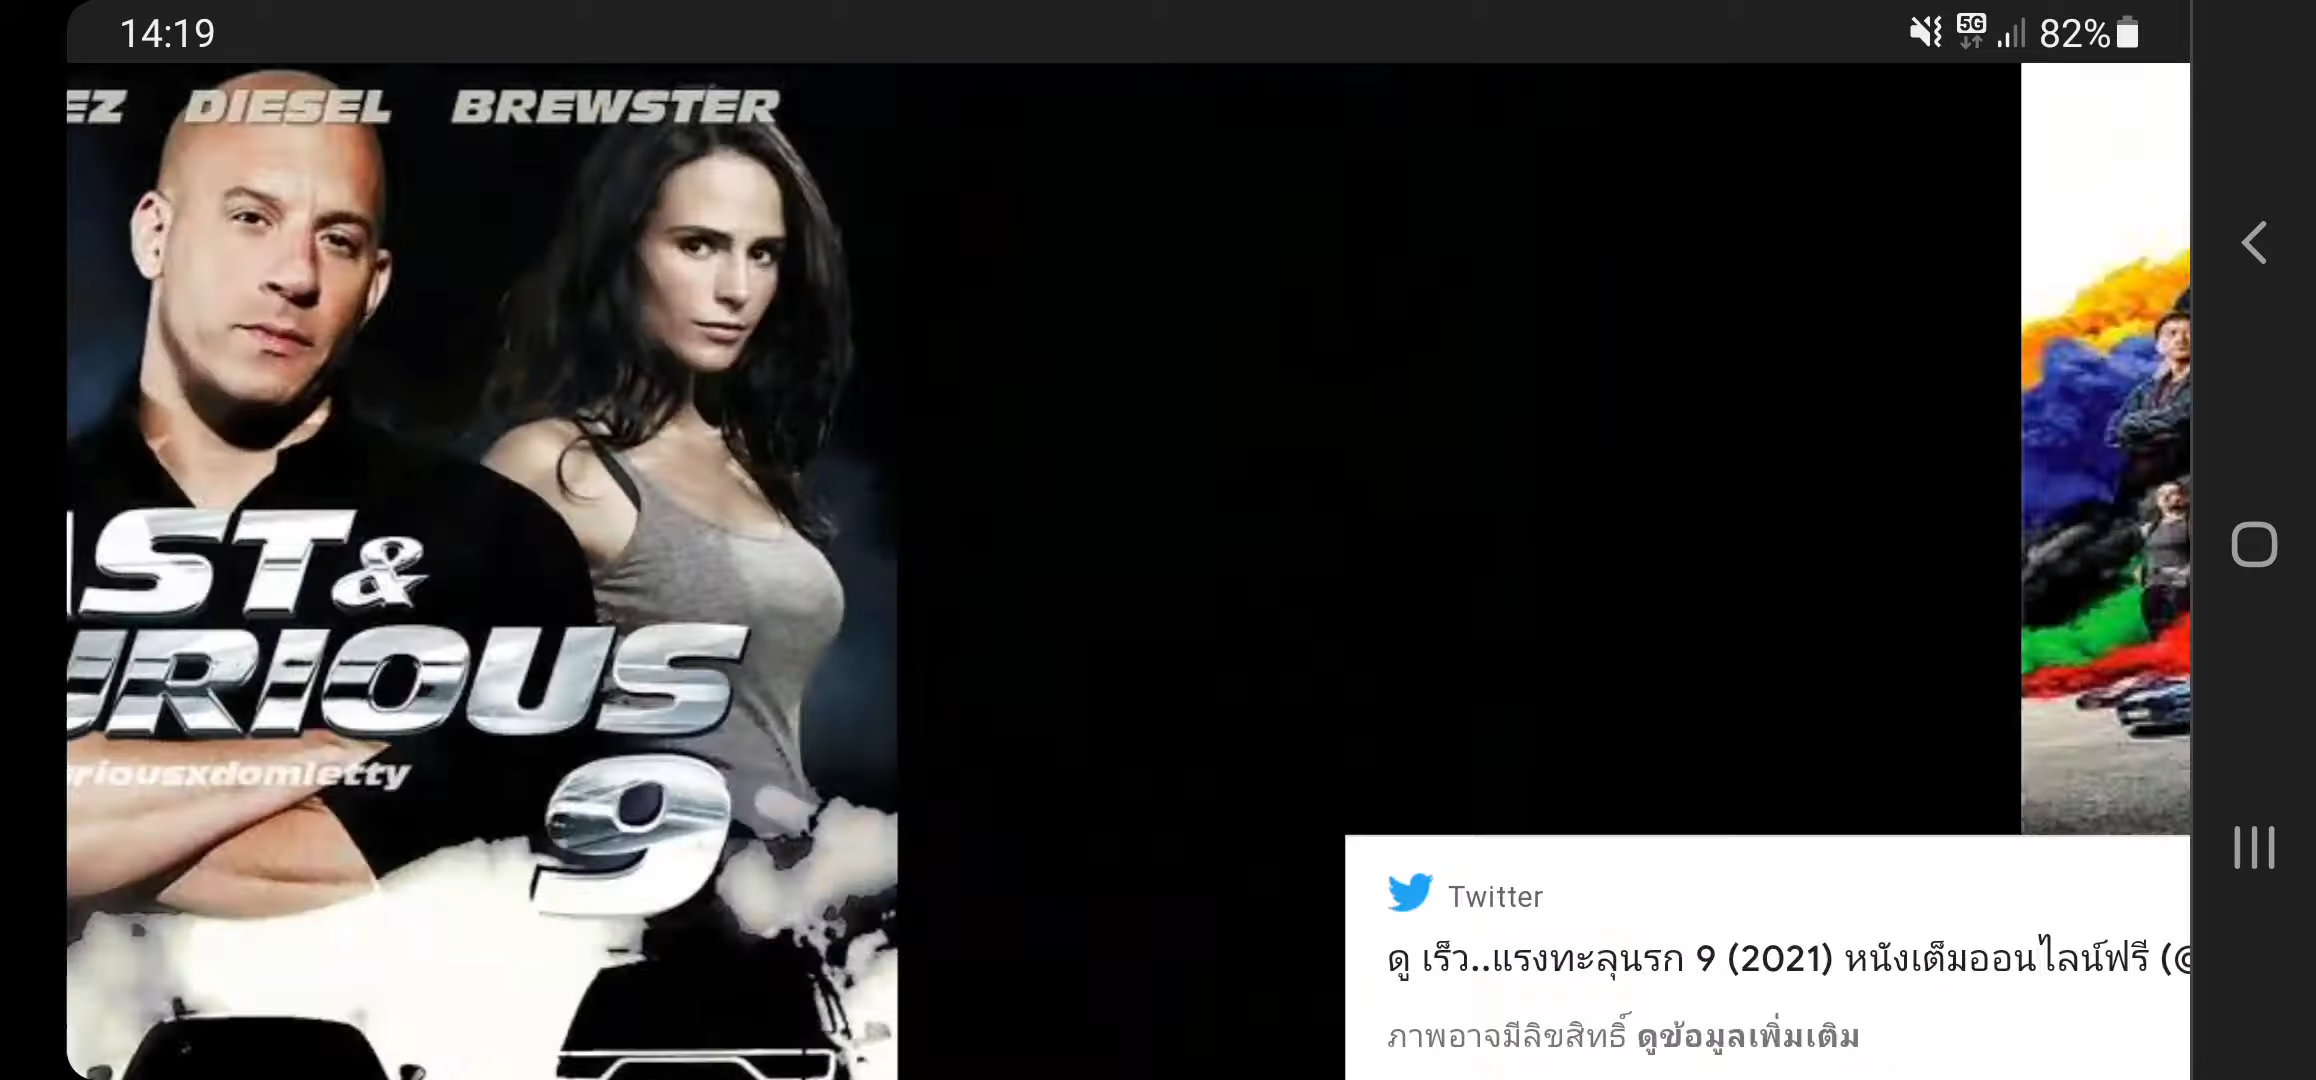 14:19
5G 82%
EZ DIESEL BREWSTER
AST &
URIOUS
riousxdomletty
9
Twitter
ดู เร็ว..แรงทะลุนรก 9 (2021) หนังเต็มออนไลน์ฟรี (@
ภาพอาจมีลิขสิทธิ์ ดูข้อมูลเพิ่มเติม